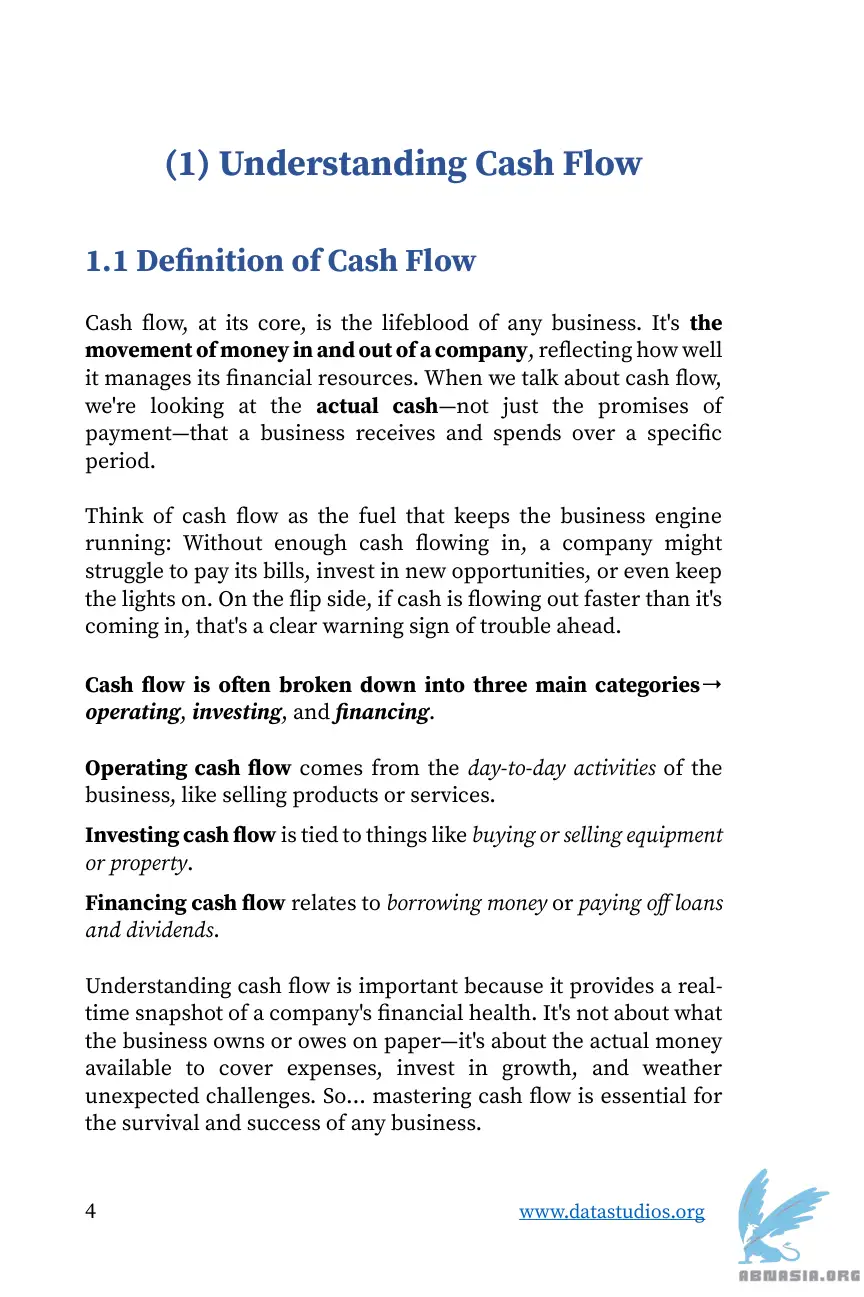 (1) Understanding Cash Flow
1.1 Definition of Cash Flow
Cash flow, at its core, is the lifeblood of any business. It's the
movement of money in and out of a company, reflecting how well
it manages its financial resources. When we talk about cash flow,
we're looking at the actual cash—not just the promises of
payment—that a business receives and spends over a specific
period.
Think of cash flow as the fuel that keeps the business engine
running: Without enough cash flowing in, a company might
struggle to pay its bills, invest in new opportunities, or even keep
the lights on. On the flip side, if cash is flowing out faster than it's
coming in, that's a clear warning sign of trouble ahead.
Cash flow is often broken down into three main categories→
operating, investing, and financing.
Operating cash flow comes from the day-to-day activities of the
business, like selling products or services.
Investing cash flow is tied to things like buying or selling equipment
or property.
Financing cash flow relates to borrowing money or paying off loans
and dividends.
Understanding cash flow is important because it provides a real-
time snapshot of a company's financial health. It's not about what
the business owns or owes on paper—it's about the actual money
available to cover expenses, invest in growth, and weather
unexpected challenges. So… mastering cash flow is essential for
the survival and success of any business.
4
www.datastudios.org
ABNASIA.ORG